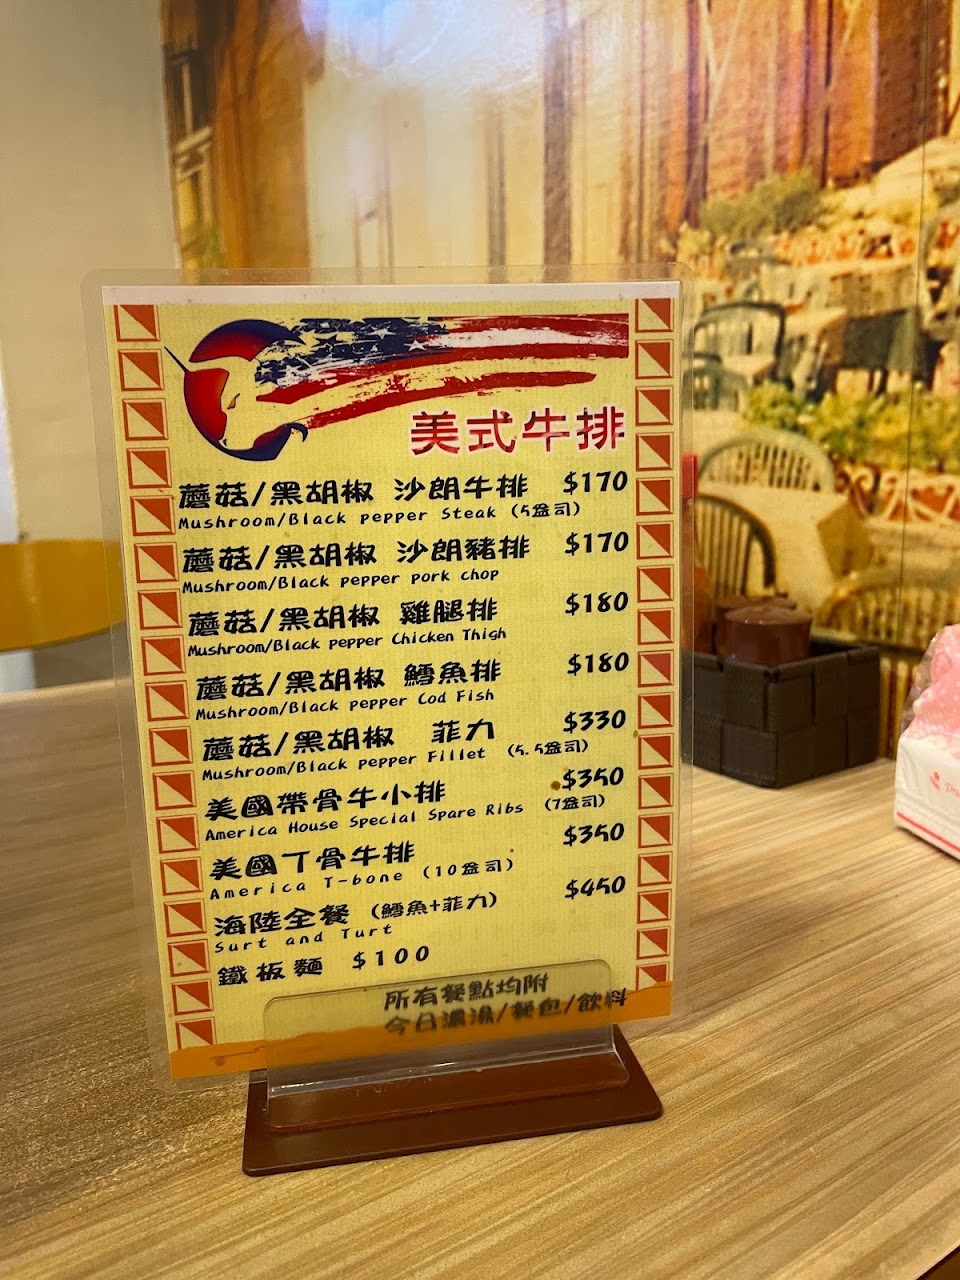 美式牛排
蘑菇/黑胡椒 沙朗牛排 $170
Mushroom/Black pepper Steak (5盎司)
蘑菇/黑胡椒 沙朗豬排 $170
Mushroom/Black pepper pork chop
蘑菇/黑胡椒 雞腿排 $180
Mushroom/Black pepper Chicken Thigh
蘑菇/黑胡椒 鱈魚排 $180
Mushroom/Black pepper Cod Fish
蘑菇/黑胡椒 菲力 $330
Mushroom/Black pepper Fillet (5.5盎司)
美國帶骨牛小排 $350
America House Special Spare Ribs (7盎司)
美國丁骨牛排 $350
America T-bone (10盎司)
海陸全餐 (鱈魚+菲力) $450
Surt and Turt
鐵板麵 $100
所有餐點均附
今日濃湯/餐包/飲料